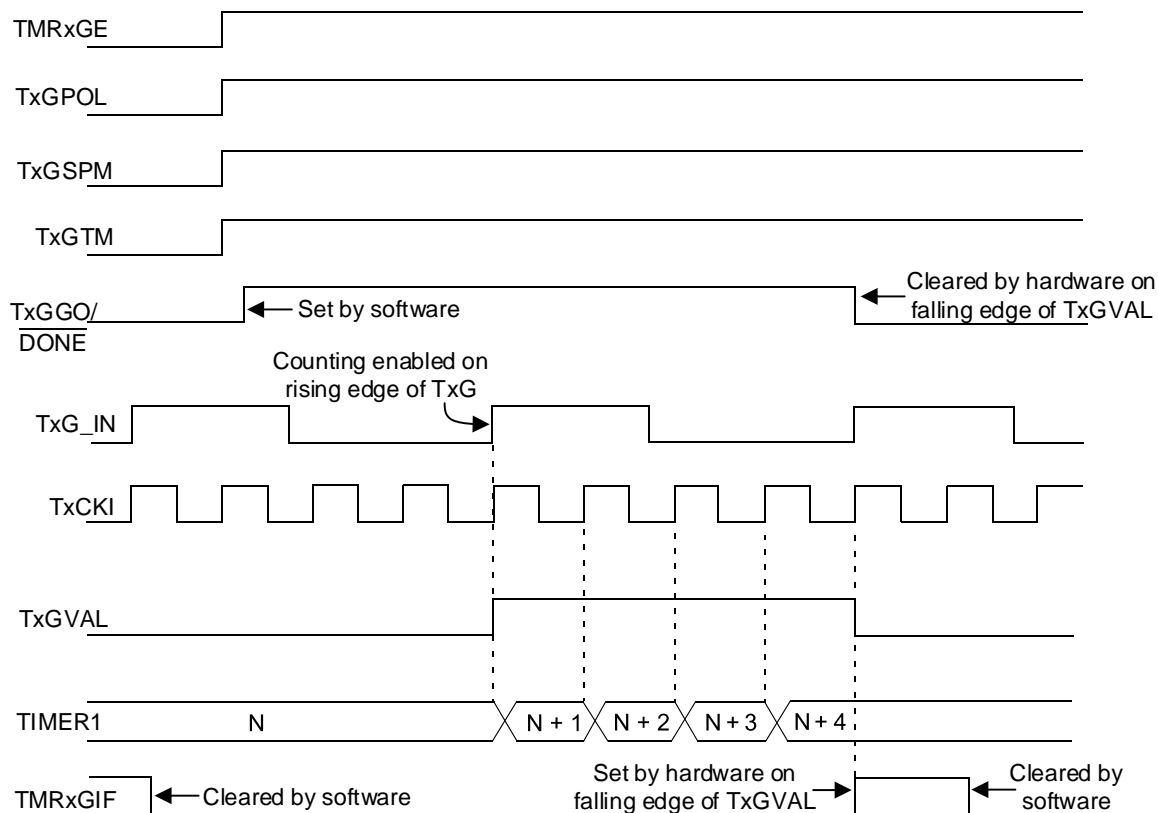 TMRxGE
TxGPOL
TxGSPM
TxGTM
TxGGO/
DONE
Set by software
Cleared by hardware on
falling edge of TxGVAL
Counting enabled on
rising edge of TxG
TxG_IN
TxCKI
TxGVAL
TIMER1
N
N + 1
N + 2
N + 3
N + 4
TMRxGIF
Cleared by software
Set by hardware on
falling edge of TxGVAL
Cleared by
software